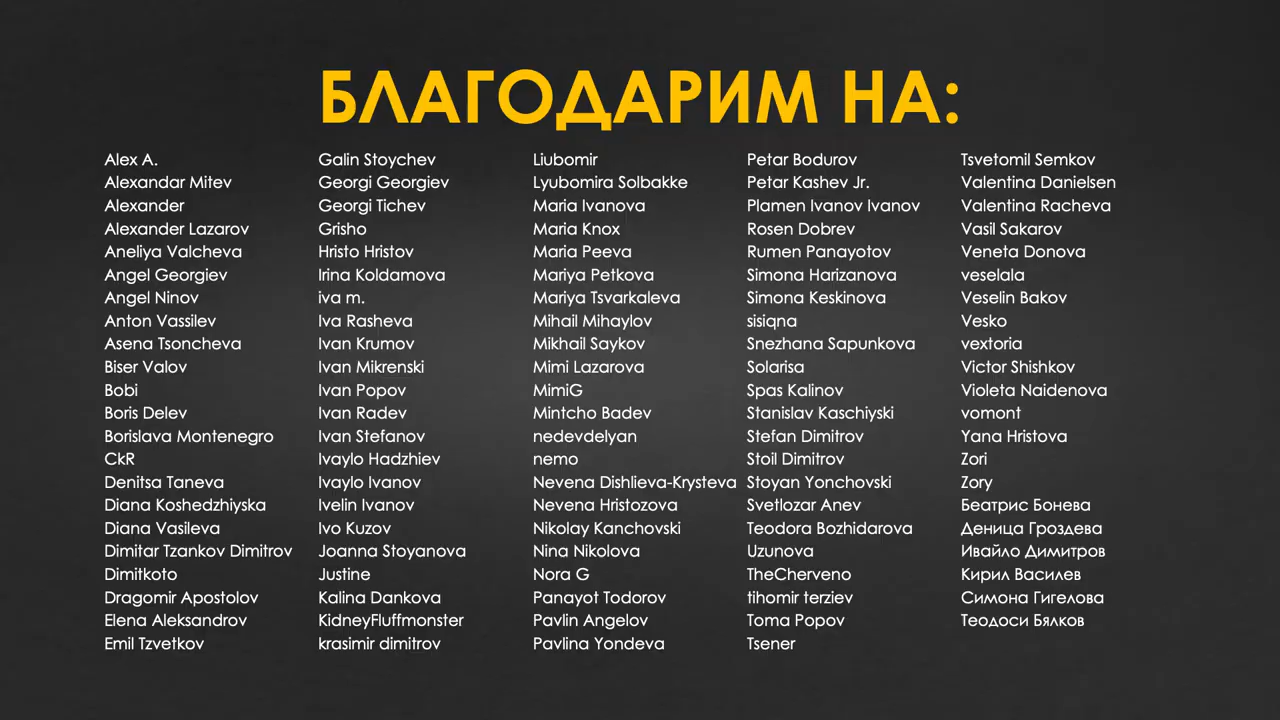 БЛАГОДАРИМ НА:
Alex A.
Alexandar Mitev
Alexander
Alexander Lazarov
Aneliya Valcheva
Angel Georgiev
Angel Ninov
Anton Vassilev
Asena Tsoncheva
Biser Valov
Bobi
Boris Delev
Borislava Montenegro
CkR
Denitsa Taneva
Diana Koshedzhiyska
Diana Vasileva
Dimitar Tzankov Dimitrov
Dimitkoto
Dragomir Apostolov
Elena Aleksandrov
Emil Tzvetkov
Galin Stoychev
Georgi Georgiev
Georgi Tichev
Grisho
Hristo Hristov
Irina Koldamova
iva m.
Iva Rasheva
Ivan Krumov
Ivan Mikrenski
Ivan Popov
Ivan Radev
Ivan Stefanov
Ivaylo Hadzhiev
Ivaylo Ivanov
Ivelin Ivanov
Ivo Kuzov
Joanna Stoyanova
Justine
Kalina Dankova
KidneyFluffmonster
krasimir dimitrov
Liubomir
Lyubomira Solbakke
Maria Ivanova
Maria Knox
Maria Peeva
Mariya Petkova
Mariya Tsvarkaleva
Mihail Mihaylov
Mikhail Saykov
Mimi Lazarova
MimiG
Mintcho Badev
nedevdelyan
nemo
Nevena Dishlieva-Krysteva
Nevena Hristozova
Nikolay Kanchovski
Nina Nikolova
Nora G
Panayot Todorov
Pavlin Angelov
Pavlina Yondeva
Petar Bodurov
Petar Kashev Jr.
Plamen Ivanov Ivanov
Rosen Dobrev
Rumen Panayotov
Simona Harizanova
Simona Keskinova
sisiqna
Snezhana Sapunkova
Solarisa
Spas Kalinov
Stanislav Kaschiyski
Stefan Dimitrov
Stoil Dimitrov
Stoyan Yonchovski
Svetlozar Anev
Teodora Bozhidarova
Uzunova
TheCherveno
tihomir terziev
Toma Popov
Tsener
Tsvetomil Semkov
Valentina Danielsen
Valentina Racheva
Vasil Sakarov
Veneta Donova
veselala
Veselin Bakov
Vesko
vextoria
Victor Shishkov
Violeta Naidenova
vomont
Yana Hristova
Zori
Zory
Беатрис Бонева
Деница Гроздева
Ивайло Димитров
Кирил Василев
Симона Гигелова
Теодоси Бялков